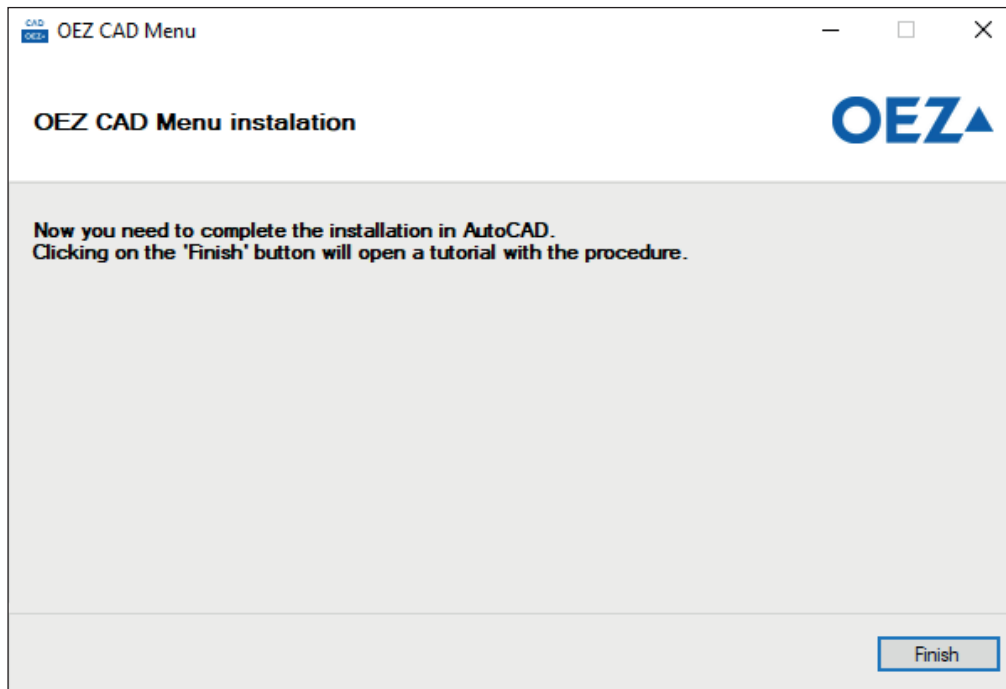 CAD
OEZ
OEZ CAD Menu
OEZ CAD Menu instalation
OEZ
Now you need to complete the installation in AutoCAD.
Clicking on the 'Finish' button will open a tutorial with the procedure.
Finish